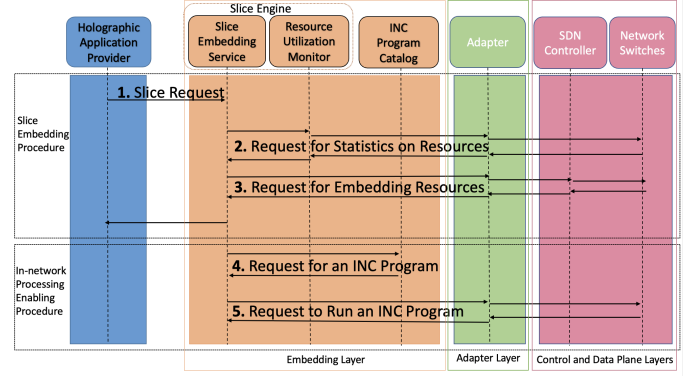 Slice Engine
Holographic
Application
Provider
Slice
Embedding
Service
Resource
Utilization
Monitor
INC
Program
Catalog
Adapter
SDN
Controller
Network
Switches
Slice
Embedding
Procedure
1. Slice Request
2. Request for Statistics on Resources
3. Request for Embedding Resources
In-network
Processing
Enabling
Procedure
4. Request for an INC Program
5. Request to Run an INC Program
Embedding Layer
Adapter Layer
Control and Data Plane Layers